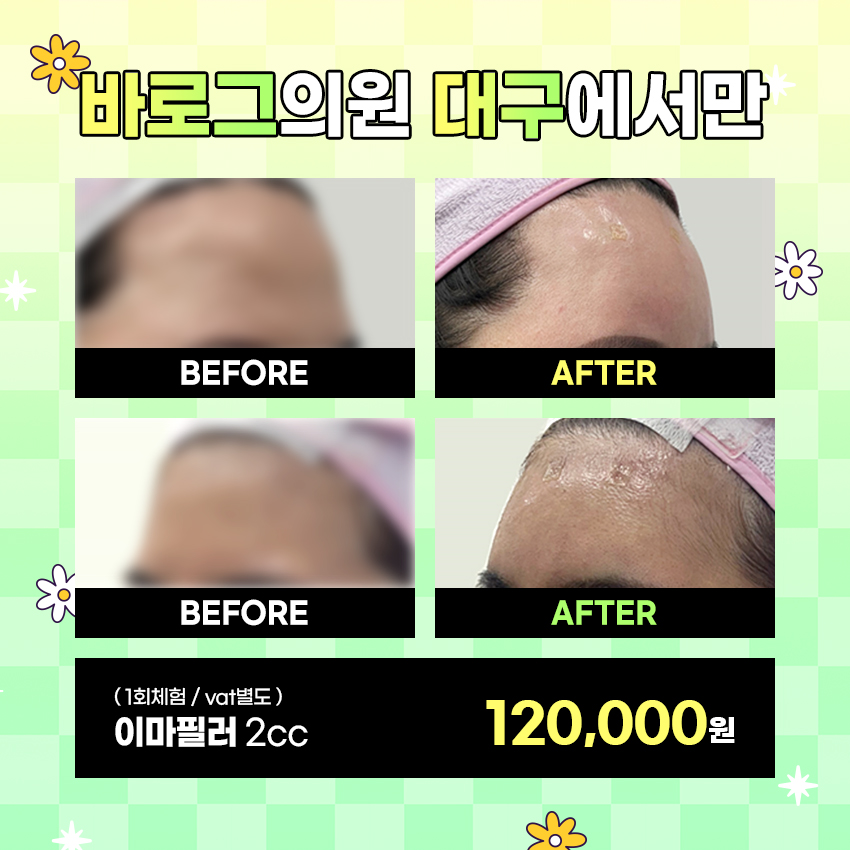 바로그의원 대구에서만
BEFORE
AFTER
BEFORE
AFTER
( 1회체험 / vat별도 )
이마필러 2cc
120,000원